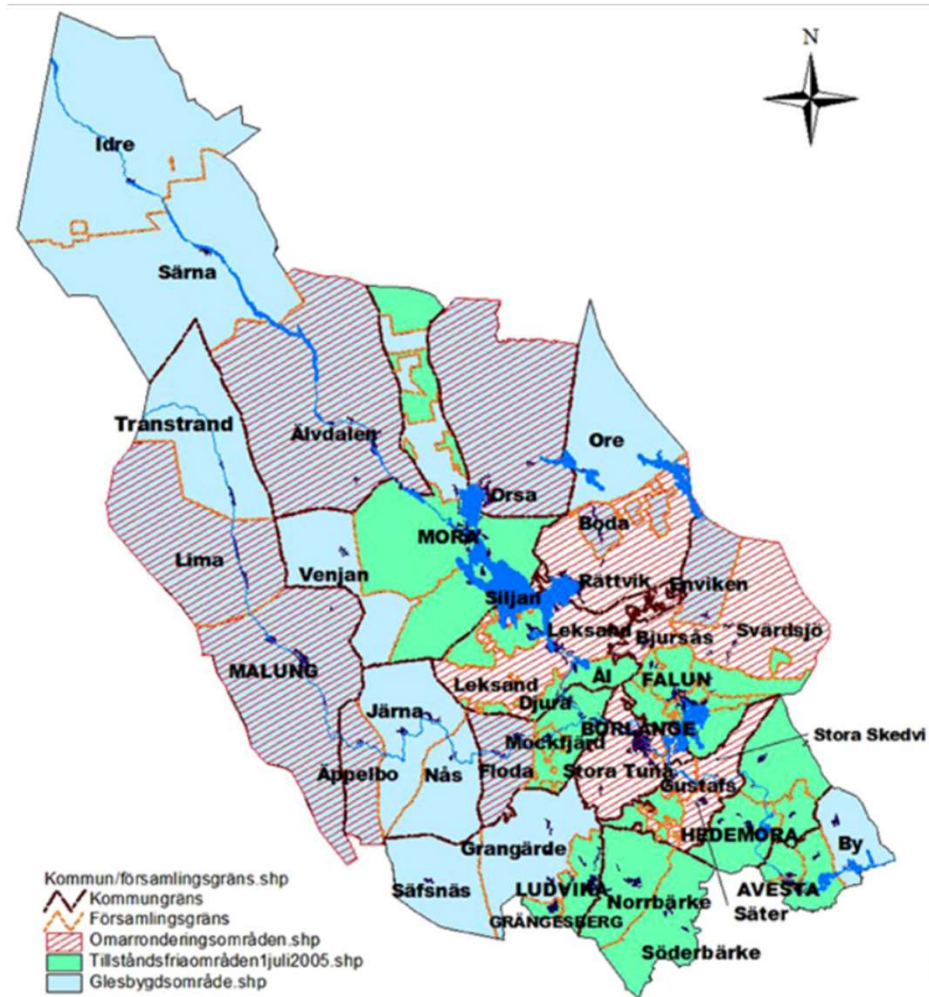 N
Idre
Särna
Transtrand
Älvdalen
Ore
Orsa
Boda
MORA
Lima
Venjan
Rättvik
Enviken
Siljan
Leksand
Bjursås
Svärdsjö
MALUNG
Leksand
Ål
FALUN
Djura
Järna
BORLÄNGE
Stora Skedvi
Mockfjärd
Äppelbo
Nås
Floda
Stora Tuna
Gustafs
HEDEMORA
By
Grangärde
Säfsnäs
LUDVIKA
Norrbärke
AVESTA
GRÄNGESBERG
Säter
Söderbärke
Kommun/församlingsgräns.shp
Kommungräns
Församlingsgräns
Omarronderingsområden.shp
Tillståndsfriaområden1juli2005.shp
Glesbygdsområde.shp